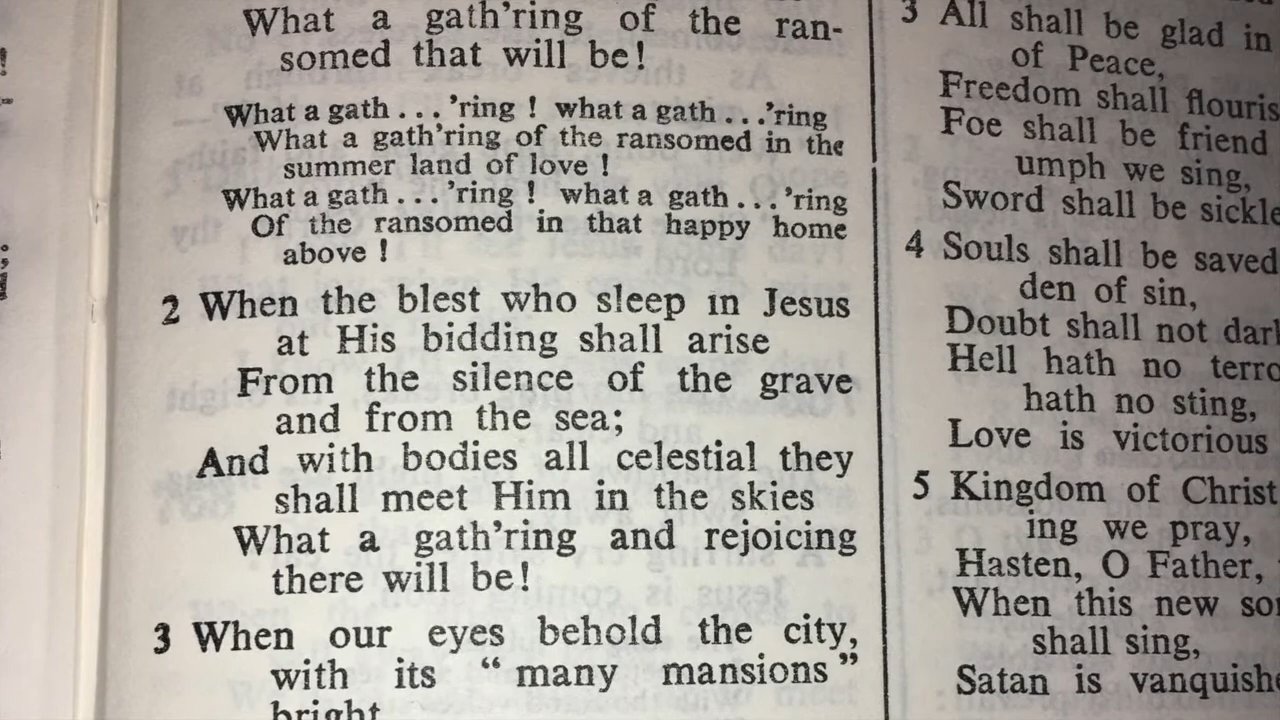 What a gath'ring of the ran-
somed that will be!
What a gath...'ring! what a gath...'ring
What a gath'ring of the ransomed in the
summer land of love!
What a gath...'ring! what a gath...'ring
Of the ransomed in that happy home
above!
2 When the blest who sleep in Jesus
at His bidding shall arise
From the silence of the grave
and from the sea;
And with bodies all celestial they
shall meet Him in the skies
What a gath'ring and rejoicing
there will be!
3 When our eyes behold the city,
with its "many mansions"
bright
3 All shall be glad in
of Peace,
Freedom shall flouris
Foe shall be friend
umph we sing,
Sword shall be sickle
4 Souls shall be saved
den of sin,
Doubt shall not dar
Hell hath no terro
hath no sting,
Love is victorious
5 Kingdom of Christ
ing we pray,
Hasten, O Father,
When this new so
shall sing,
Satan is vanquishe